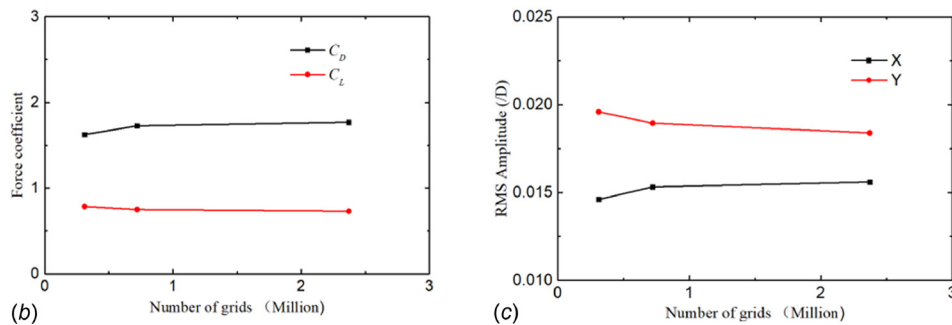 3
2
1
0
Force coefficient
C_D
C_L
0 1 2 3
Number of grids （Million）
(b)
0.025
0.020
0.015
0.010
RMS Amplitude (/D)
X
Y
0 1 2 3
Number of grids （Million）
(c)